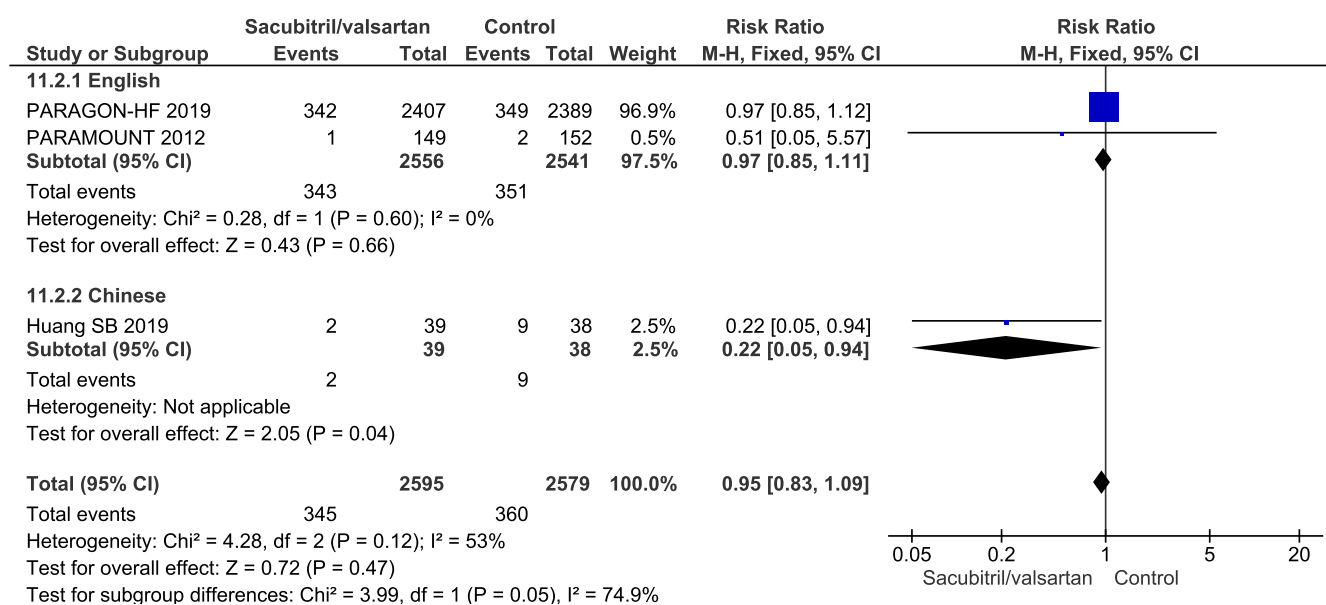 Sacubitril/valsartan Control Risk Ratio Risk Ratio
Study or Subgroup Events Total Events Total Weight M-H, Fixed, 95% CI M-H, Fixed, 95% CI
11.2.1 English
PARAGON-HF 2019 342 2407 349 2389 96.9% 0.97 [0.85, 1.12]
PARAMOUNT 2012 1 149 2 152 0.5% 0.51 [0.05, 5.57]
Subtotal (95% CI) 2556 2541 97.5% 0.97 [0.85, 1.11]
Total events 343 351
Heterogeneity: Chi² = 0.28, df = 1 (P = 0.60); I² = 0%
Test for overall effect: Z = 0.43 (P = 0.66)
11.2.2 Chinese
Huang SB 2019 2 39 9 38 2.5% 0.22 [0.05, 0.94]
Subtotal (95% CI) 39 38 2.5% 0.22 [0.05, 0.94]
Total events 2 9
Heterogeneity: Not applicable
Test for overall effect: Z = 2.05 (P = 0.04)
Total (95% CI) 2595 2579 100.0% 0.95 [0.83, 1.09]
Total events 345 360
Heterogeneity: Chi² = 4.28, df = 2 (P = 0.12); I² = 53%
Test for overall effect: Z = 0.72 (P = 0.47)
Test for subgroup differences: Chi² = 3.99, df = 1 (P = 0.05), I² = 74.9%
0.05 0.2 1 5 20
Sacubitril/valsartan Control